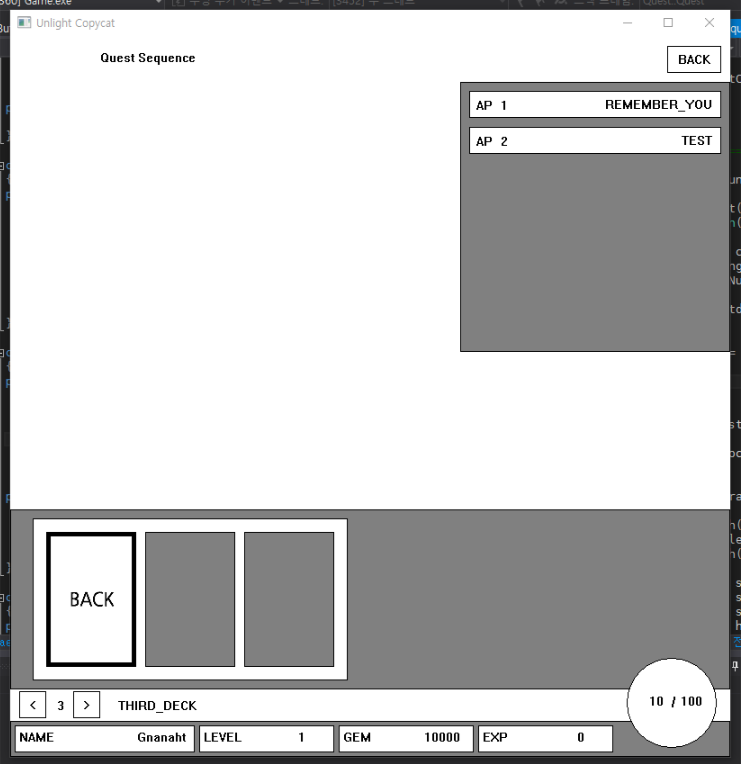 Unlight Copycat
Quest Sequence
BACK
AP 1 REMEMBER_YOU
AP 2 TEST
BACK
< 3 > THIRD_DECK
10 / 100
NAME Gnanaht LEVEL 1 GEM 10000 EXP 0